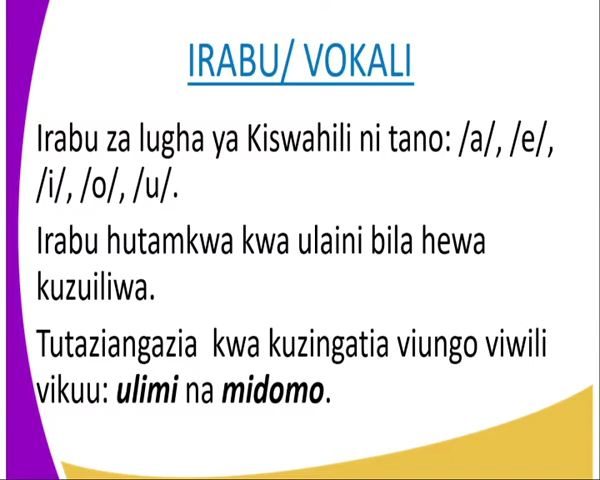 IRABU/ VOKALI
Irabu za lugha ya Kiswahili ni tano: /a/, /e/,
/i/, /o/, /u/.
Irabu hutamkwa kwa ulaini bila hewa
kuzuiliwa.
Tutaziangazia kwa kuzingatia viungo viwili
vikuu: ulimi na midomo.